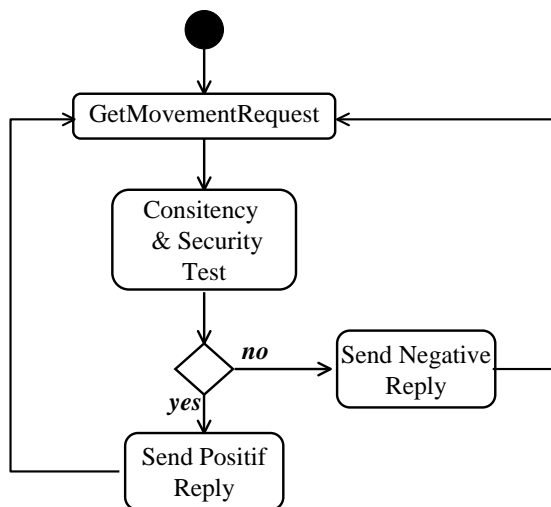 GetMovementRequest
Consitency
& Security
Test
no
Send Negative
Reply
yes
Send Positif
Reply